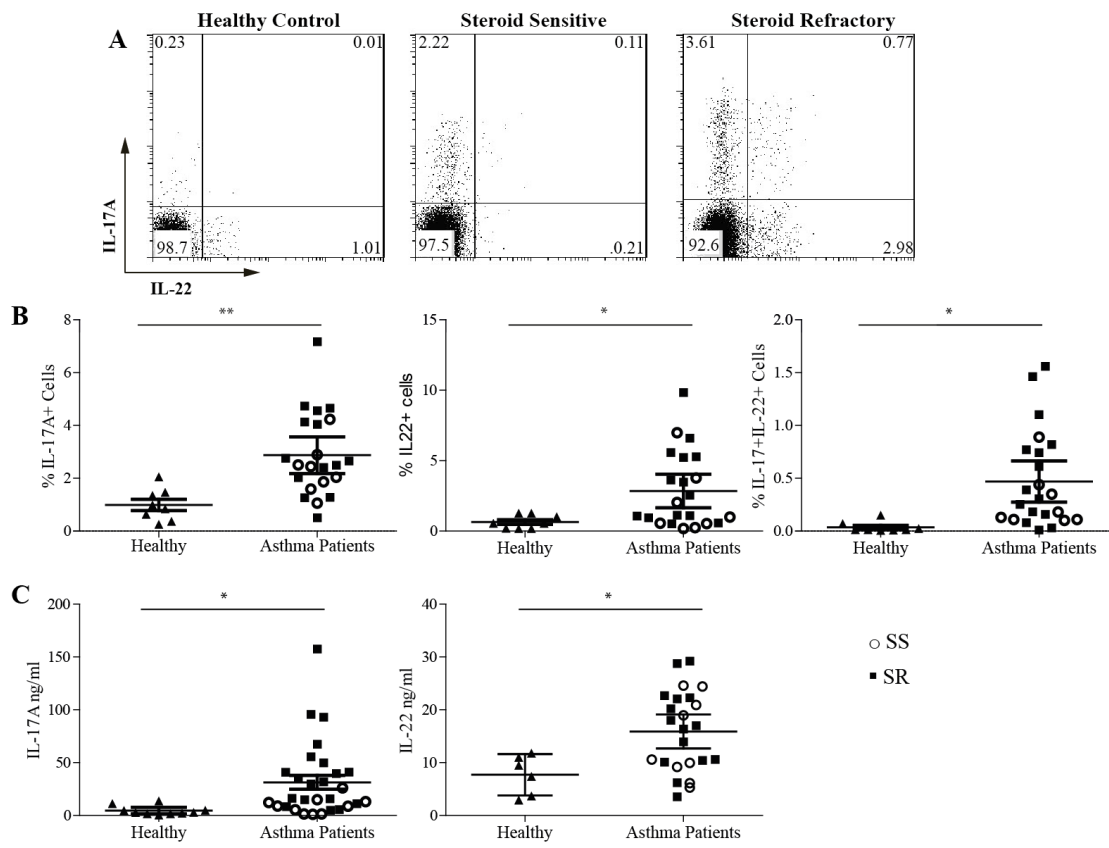 Healthy Control Steroid Sensitive Steroid Refractory
A
0.23 0.01 2.22 0.11 3.61 0.77
98.7 1.01 97.5 0.21 92.6 2.98
IL-17A
IL-22
B
** * *
% IL-17A+ Cells
8
6
4
2
0
Healthy Asthma Patients
% IL22+ cells
15
10
5
0
Healthy Asthma Patients
% IL-17+IL-22+ Cells
2.0
1.5
1.0
0.5
0.0
Healthy Asthma Patients
C
* *
IL-17A ng/ml
200
150
100
50
0
Healthy Asthma Patients
IL-22 ng/ml
40
30
20
10
0
Healthy Asthma Patients
SS
SR